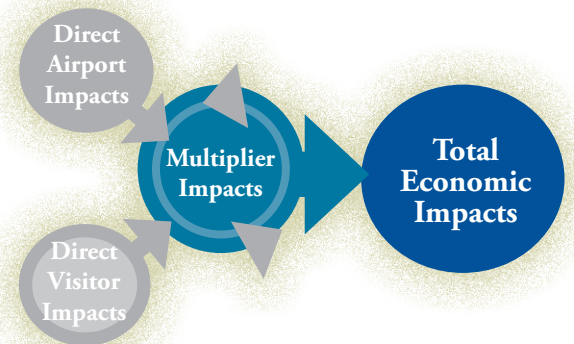 Direct
Airport
Impacts
Multiplier
Impacts
Total
Economic
Impacts
Direct
Visitor
Impacts